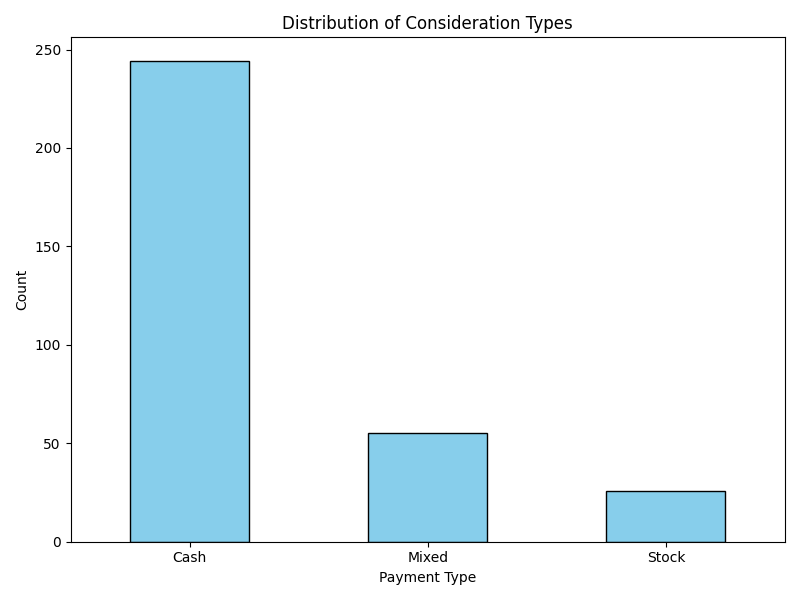 Distribution of Consideration Types
250
200
150
100
50
0
Count
Cash
Mixed
Stock
Payment Type